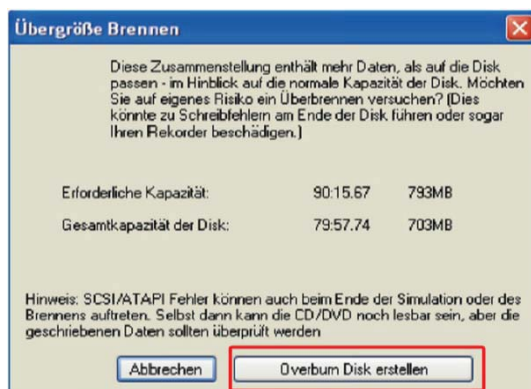 Übergröße Brennen
Diese Zusammenstellung enthält mehr Daten, als auf die Disk
passen - im Hinblick auf die normale Kapazität der Disk. Möchten
Sie auf eigenes Risiko ein Überbrennen versuchen? (Dies
könnte zu Schreibfehlern am Ende der Disk führen oder sogar
Ihren Rekorder beschädigen.)
Erforderliche Kapazität: 90:15.67 793MB
Gesamtkapazität der Disk: 79:57.74 703MB
Hinweis: SCSI/ATAPI Fehler können auch beim Ende der Simulation oder des
Brennens auftreten. Selbst dann kann die CD/DVD noch lesbar sein, aber die
geschriebenen Daten sollten überprüft werden
Abbrechen Overburn Disk erstellen